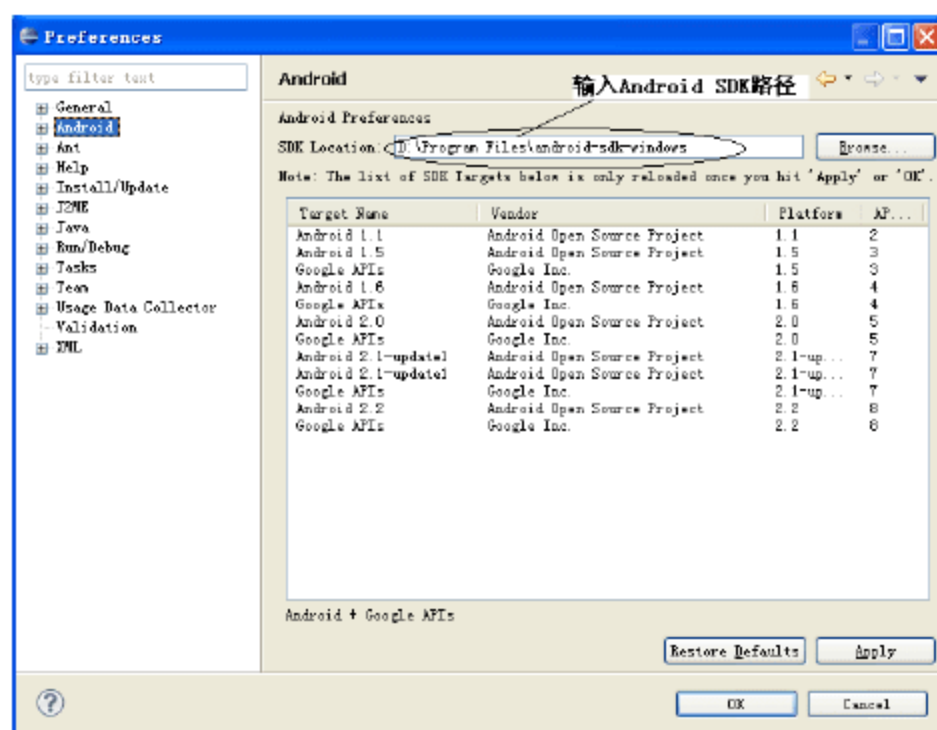 Preferences
type filter text
General
Android
Ant
Help
Install/Update
J2ME
Java
Run/Debug
Tasks
Team
Usage Data Collector
Validation
XML
Android
输入Android SDK路径
Android Preferences
SDK Location: D:\Program Files\android-sdk-windows Browse...
Note: The list of SDK Targets below is only reloaded once you hit 'Apply' or 'OK'.
Target Name Vendor Platform AP...
Android 1.1 Android Open Source Project 1.1 2
Android 1.5 Android Open Source Project 1.5 3
Google APIs Google Inc. 1.5 3
Android 1.6 Android Open Source Project 1.6 4
Google APIs Google Inc. 1.6 4
Android 2.0 Android Open Source Project 2.0 5
Google APIs Google Inc. 2.0 5
Android 2.1-update1 Android Open Source Project 2.1-up... 7
Android 2.1-update1 Android Open Source Project 2.1-up... 7
Google APIs Google Inc. 2.1-up... 7
Android 2.2 Android Open Source Project 2.2 8
Google APIs Google Inc. 2.2 8
Android + Google APIs
Restore Defaults Apply
OK Cancel